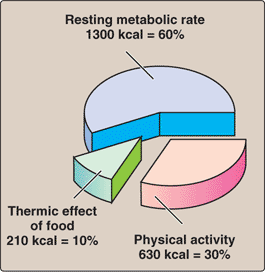 Resting metabolic rate
1300 kcal = 60%
Thermic effect
of food
210 kcal = 10%
Physical activity
630 kcal = 30%